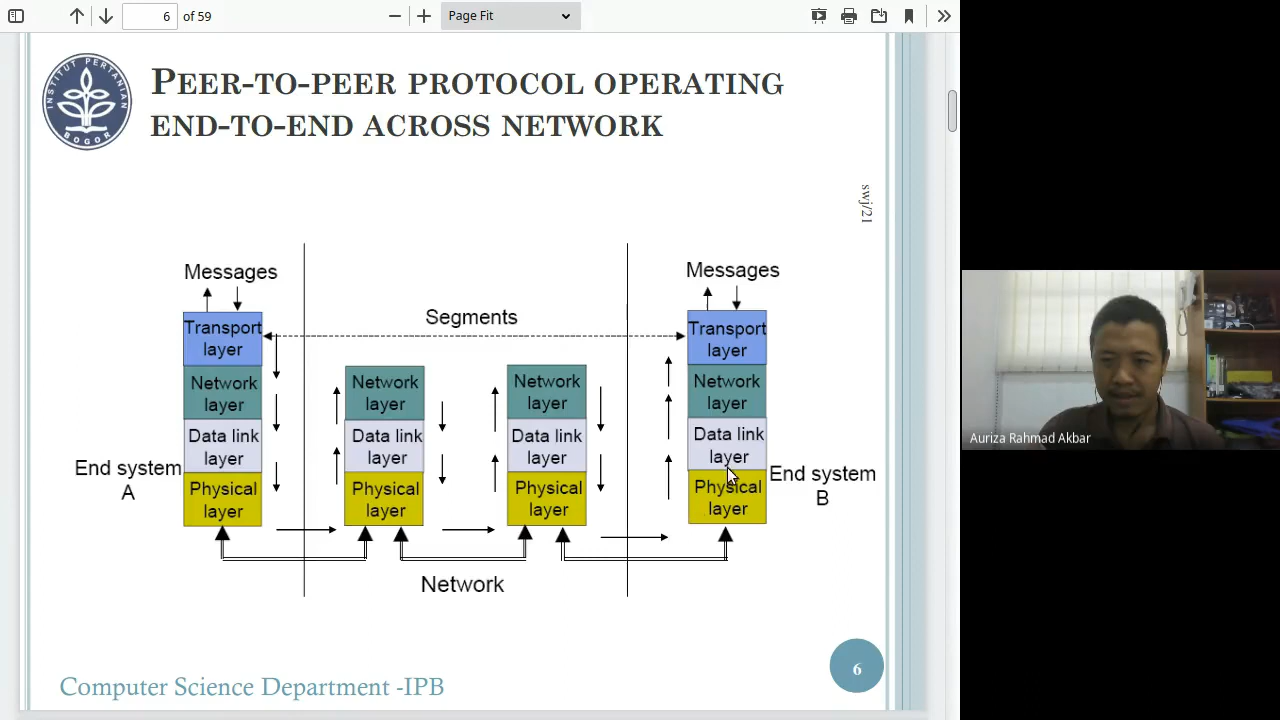 6 of 59
Page Fit
INSTITUT PERTANIAN
BOGOR
PEER-TO-PEER PROTOCOL OPERATING
END-TO-END ACROSS NETWORK
swj/21
Messages
Messages
Segments
Transport
layer
Transport
layer
Network
layer
Network
layer
Network
layer
Network
layer
Data link
layer
Data link
layer
Data link
layer
Data link
layer
End system
A
Physical
layer
Physical
layer
Physical
layer
Physical
layer
End system
B
Network
Computer Science Department -IPB
6
Auriza Rahmad Akbar